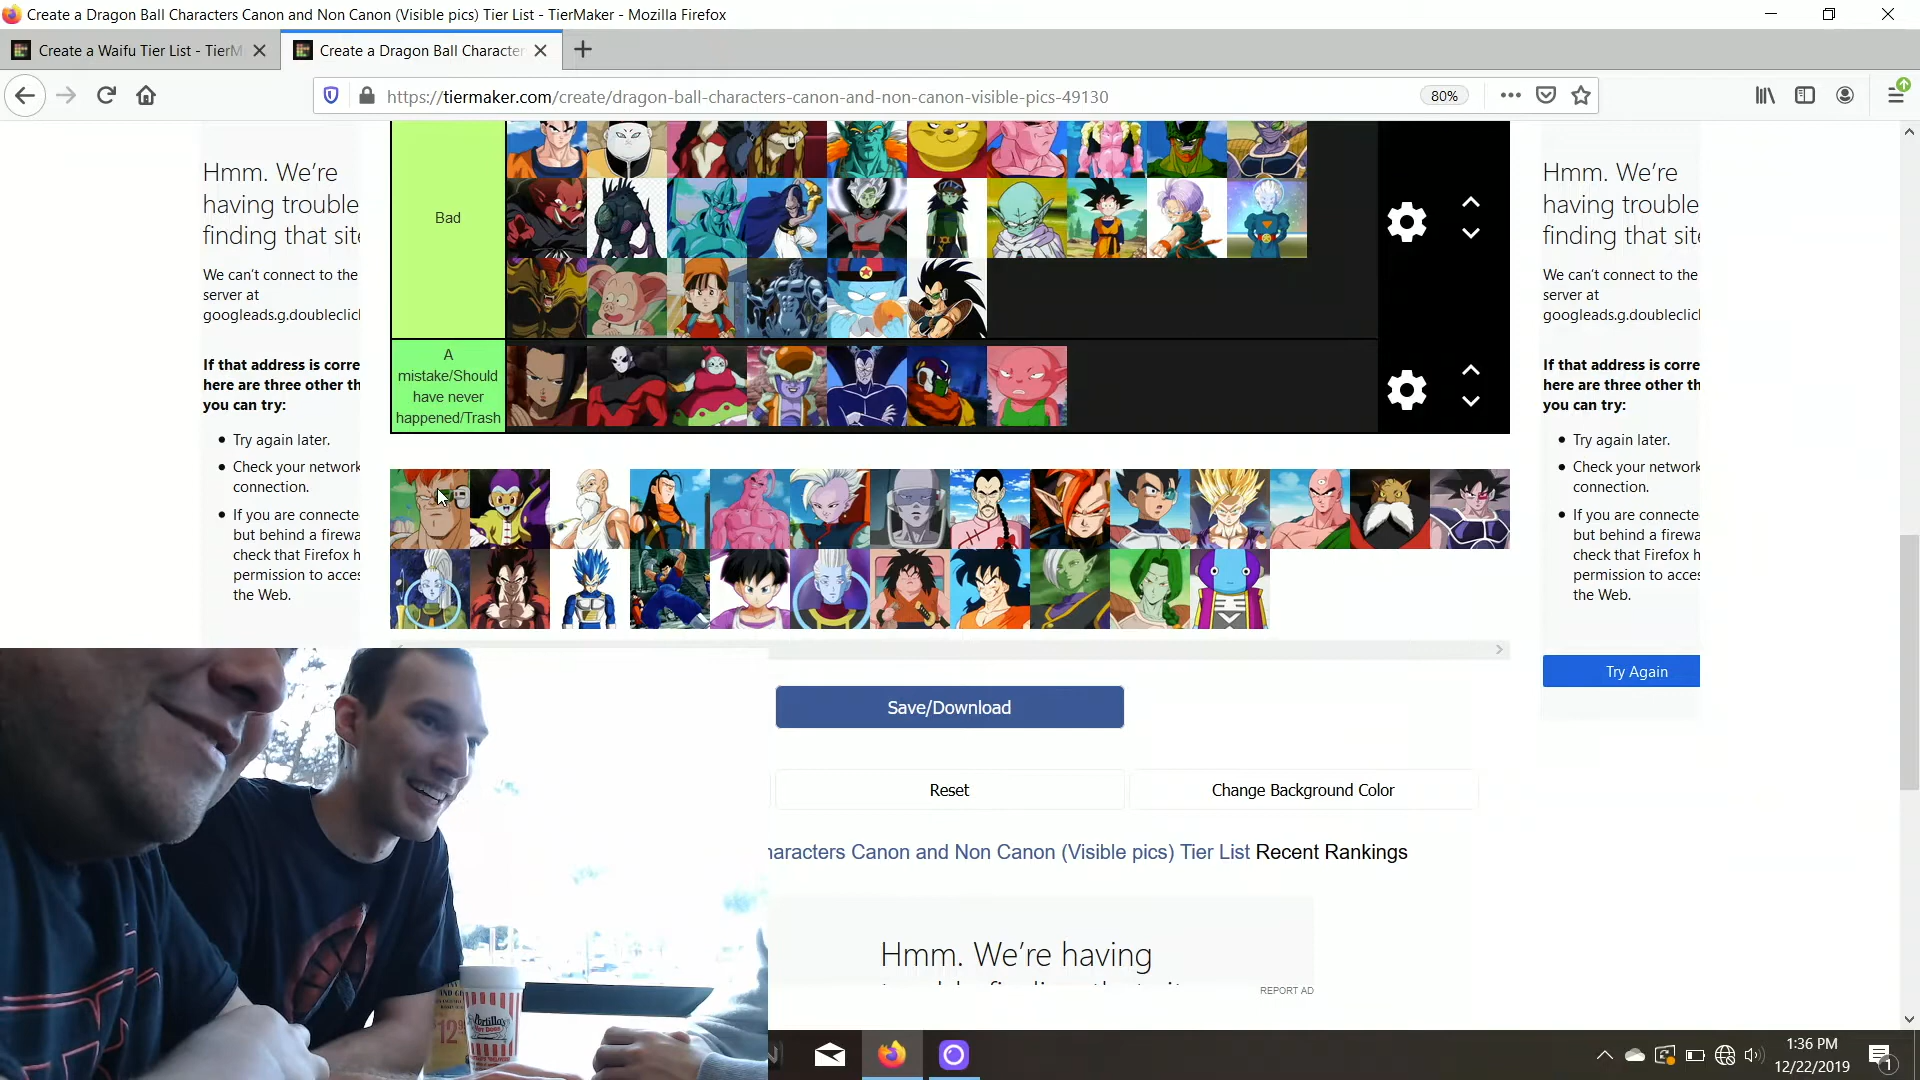 Create a Dragon Ball Characters Canon and Non Canon (Visible pics) Tier List - TierMaker - Mozilla Firefox
Create a Waifu Tier List - TierM
Create a Dragon Ball Character
https://tiermaker.com/create/dragon-ball-characters-canon-and-non-canon-visible-pics-49130
80%
Hmm. We're
having trouble
finding that site
We can't connect to the
server at
googleads.g.doubleclick
If that address is corre
here are three other th
you can try:
Try again later.
Check your network
connection.
If you are connecte
but behind a firewa
check that Firefox h
permission to acces
the Web.
Bad
A
mistake/Should
have never
happened/Trash
Hmm. We're
having trouble
finding that site
We can't connect to the
server at
googleads.g.doubleclick
If that address is corre
here are three other th
you can try:
Try again later.
Check your network
connection.
If you are connecte
but behind a firewa
check that Firefox h
permission to acces
the Web.
Try Again
Save/Download
Reset
Change Background Color
haracters Canon and Non Canon (Visible pics) Tier List Recent Rankings
Hmm. We're having
REPORT AD
Portillo's
HOT DOGS
1:36 PM
12/22/2019
1